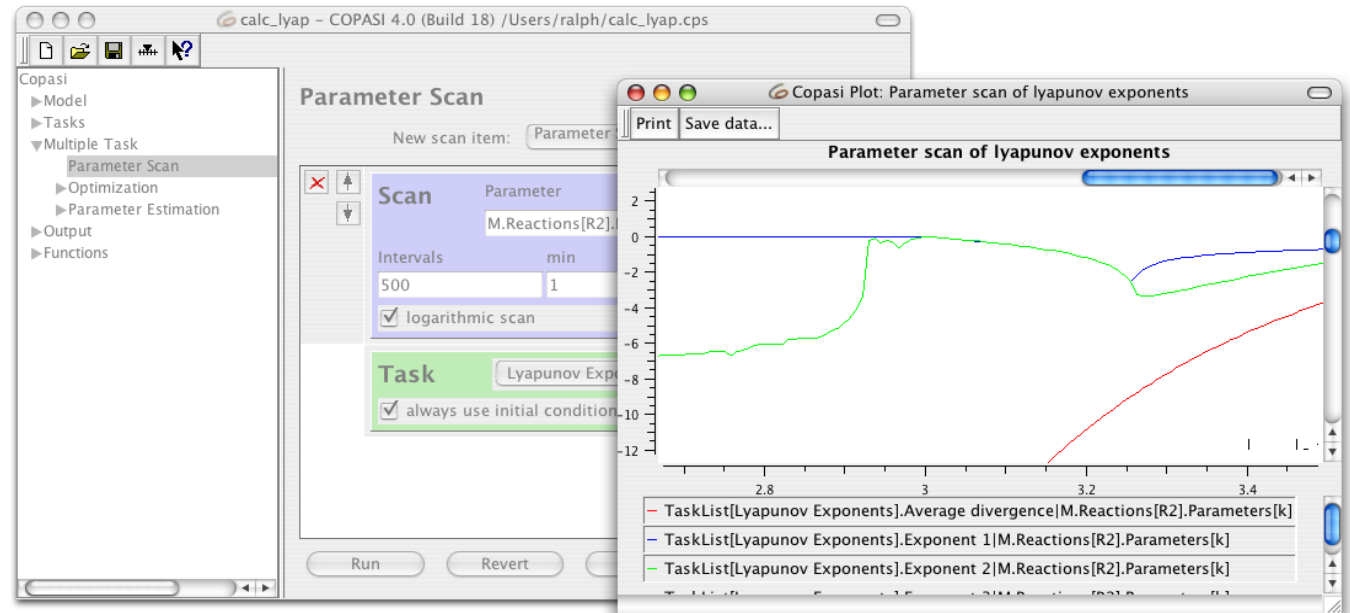 calc_lyap – COPASI 4.0 (Build 18) /Users/ralph/calc_lyap.cps
Copasi
Model
Tasks
Multiple Task
Parameter Scan
Optimization
Parameter Estimation
Output
Functions
Parameter Scan
New scan item: Parameter
Scan
Parameter
M.Reactions[R2].
Intervals min
500 1
logarithmic scan
Task
Lyapunov Expo
always use initial condition
Run Revert
Copasi Plot: Parameter scan of lyapunov exponents
Print Save data...
Parameter scan of lyapunov exponents
2
0
-2
-4
-6
-8
-10
-12
2.8 3 3.2 3.4
TaskList[Lyapunov Exponents].Average divergence|M.Reactions[R2].Parameters[k]
TaskList[Lyapunov Exponents].Exponent 1|M.Reactions[R2].Parameters[k]
TaskList[Lyapunov Exponents].Exponent 2|M.Reactions[R2].Parameters[k]